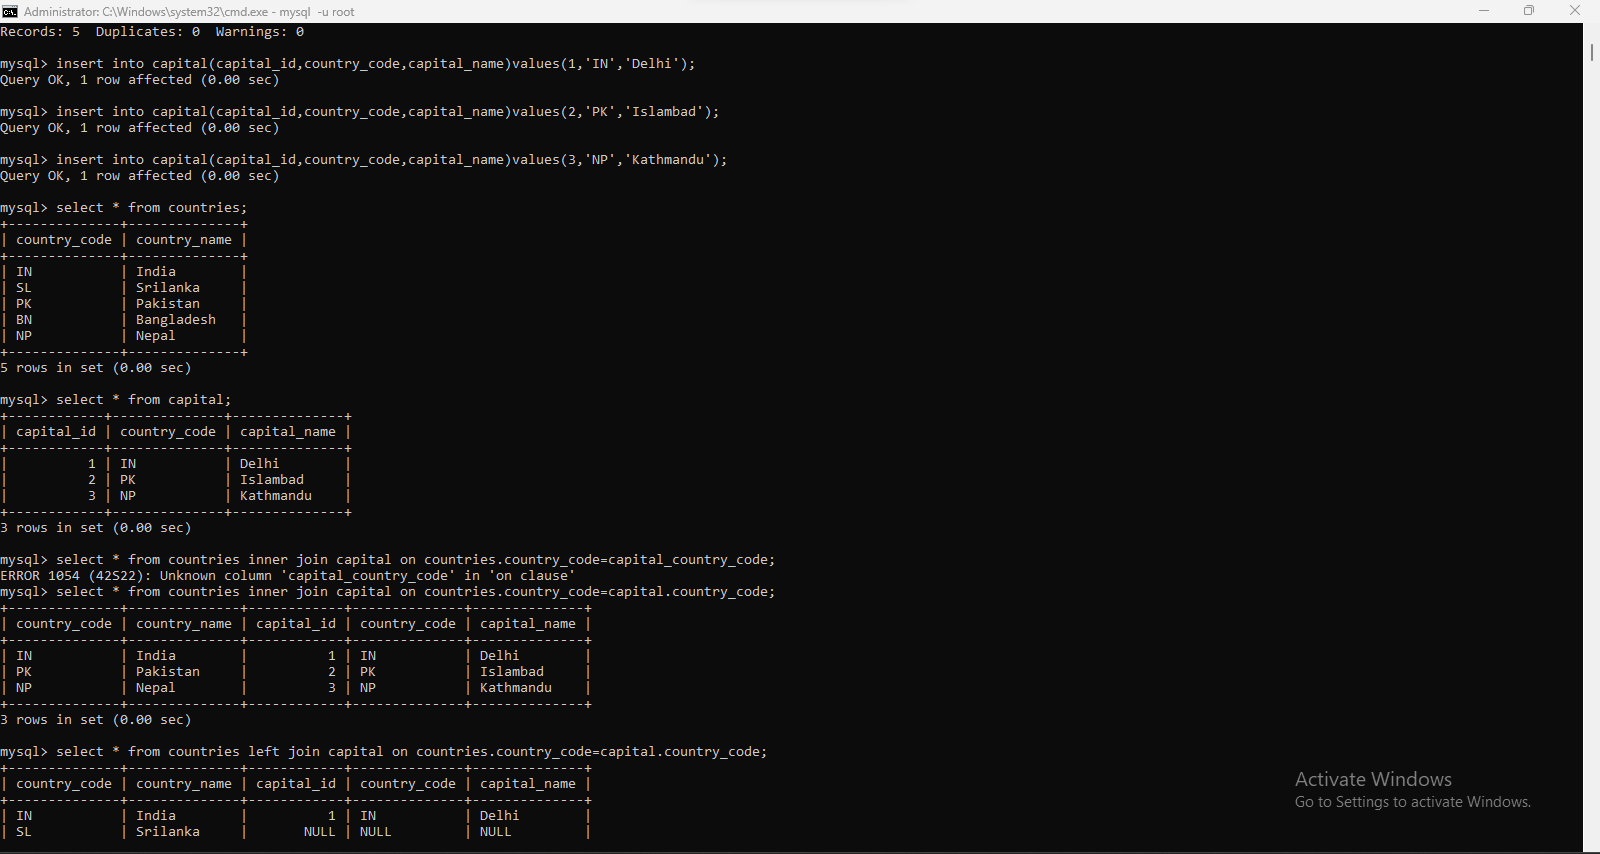 Administrator: C:\Windows\system32\cmd.exe - mysql  -u root
Records: 5  Duplicates: 0  Warnings: 0
mysql> insert into capital(capital_id,country_code,capital_name)values(1,'IN','Delhi');
Query OK, 1 row affected (0.00 sec)
mysql> insert into capital(capital_id,country_code,capital_name)values(2,'PK','Islambad');
Query OK, 1 row affected (0.00 sec)
mysql> insert into capital(capital_id,country_code,capital_name)values(3,'NP','Kathmandu');
Query OK, 1 row affected (0.00 sec)
mysql> select * from countries;
+--------------+--------------+
| country_code | country_name |
+--------------+--------------+
| IN           | India        |
| SL           | Srilanka     |
| PK           | Pakistan     |
| BN           | Bangladesh   |
| NP           | Nepal        |
+--------------+--------------+
5 rows in set (0.00 sec)
mysql> select * from capital;
+------------+--------------+--------------+
| capital_id | country_code | capital_name |
+------------+--------------+--------------+
|          1 | IN           | Delhi        |
|          2 | PK           | Islambad     |
|          3 | NP           | Kathmandu    |
+------------+--------------+--------------+
3 rows in set (0.00 sec)
mysql> select * from countries inner join capital on countries.country_code=capital_country_code;
ERROR 1054 (42S22): Unknown column 'capital_country_code' in 'on clause'
mysql> select * from countries inner join capital on countries.country_code=capital.country_code;
+--------------+--------------+------------+--------------+--------------+
| country_code | country_name | capital_id | country_code | capital_name |
+--------------+--------------+------------+--------------+--------------+
| IN           | India        |          1 | IN           | Delhi        |
| PK           | Pakistan     |          2 | PK           | Islambad     |
| NP           | Nepal        |          3 | NP           | Kathmandu    |
+--------------+--------------+------------+--------------+--------------+
3 rows in set (0.00 sec)
mysql> select * from countries left join capital on countries.country_code=capital.country_code;
+--------------+--------------+------------+--------------+--------------+
| country_code | country_name | capital_id | country_code | capital_name |
+--------------+--------------+------------+--------------+--------------+
| IN           | India        |          1 | IN           | Delhi        |
| SL           | Srilanka     |       NULL | NULL         | NULL         |
Activate Windows
Go to Settings to activate Windows.